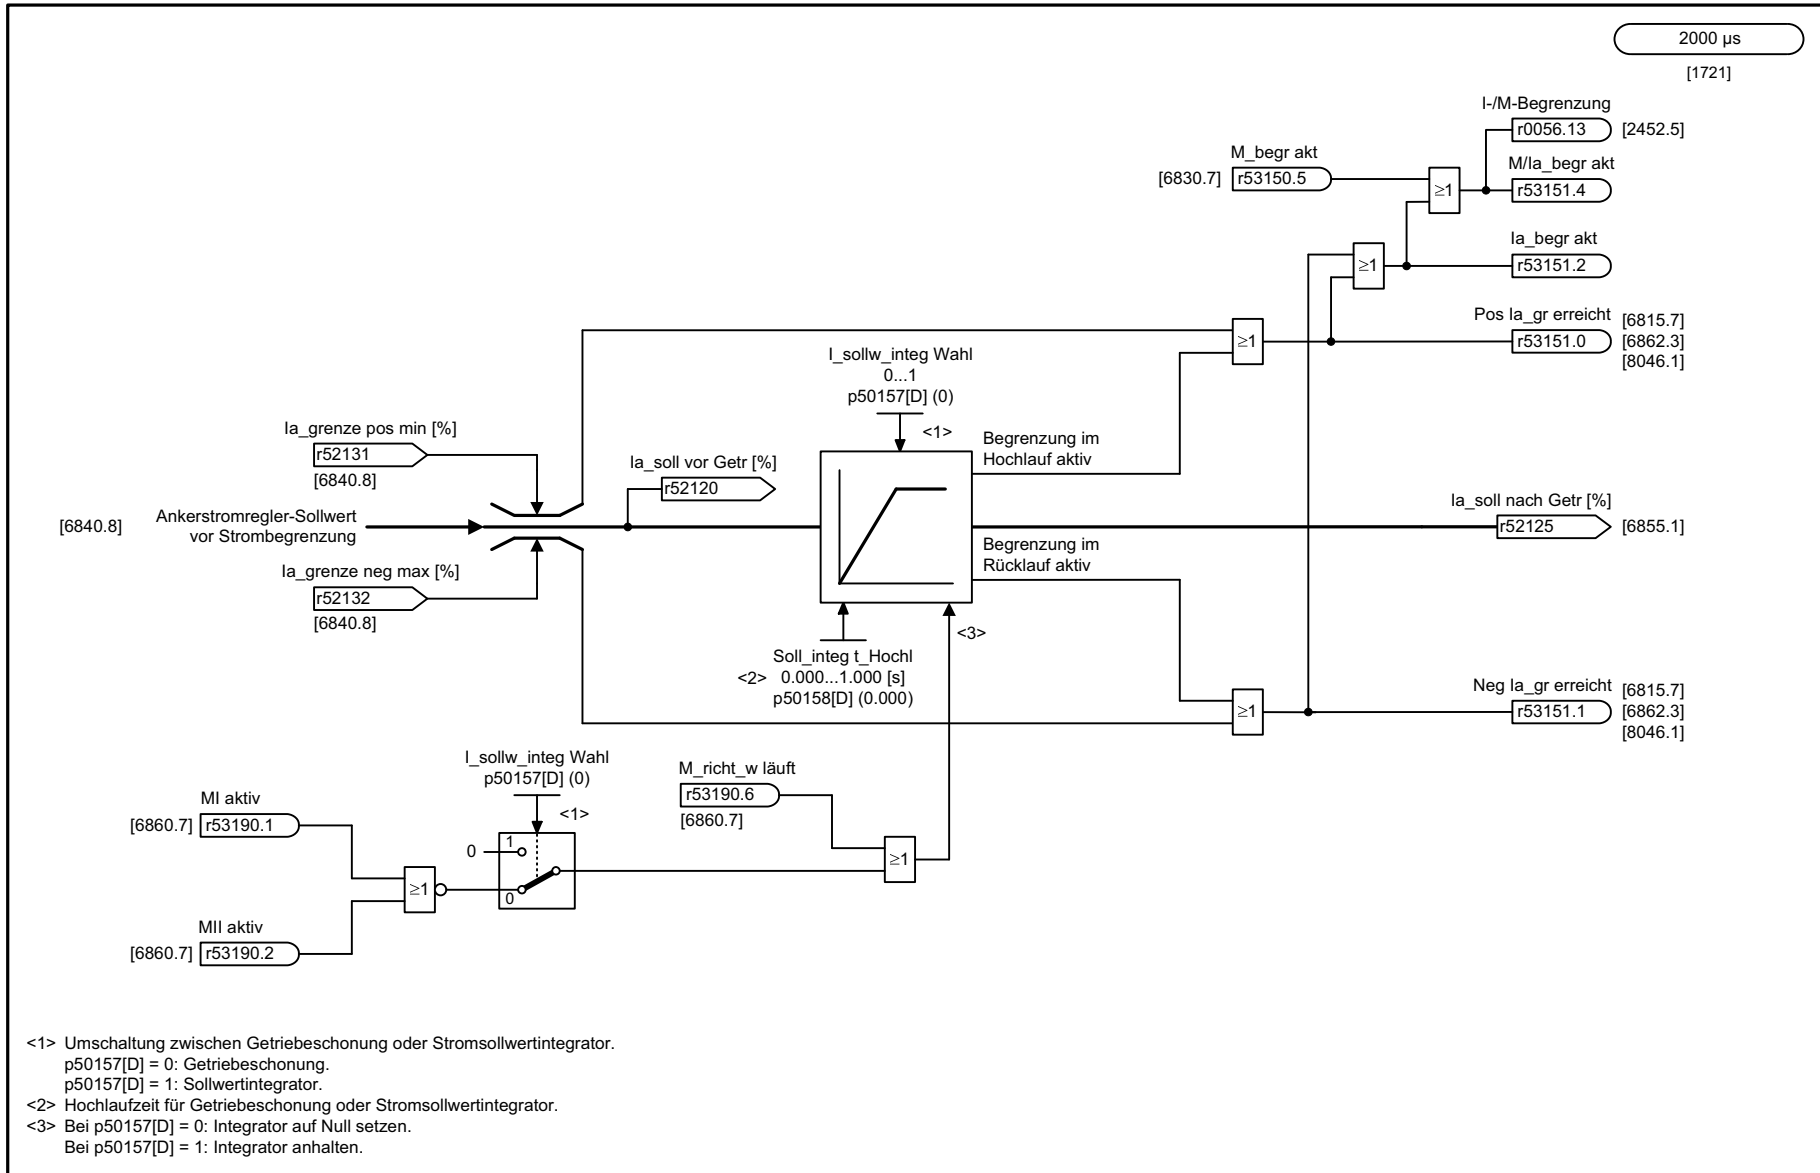 2000 µs
[1721]
I-/M-Begrenzung
r0056.13 [2452.5]
M_begr akt
[6830.7] r53150.5
≥1
M/Ia_begr akt
r53151.4
Ia_begr akt
≥1
r53151.2
Pos Ia_gr erreicht
≥1
r53151.0
[6815.7]
[6862.3]
[8046.1]
I_sollw_integ Wahl
0...1
p50157[D] (0)
<1>
Ia_grenze pos min [%]
r52131
[6840.8]
Ia_soll vor Getr [%]
r52120
Begrenzung im
Hochlauf aktiv
[6840.8]
Ankerstromregler-Sollwert
vor Strombegrenzung
Ia_soll nach Getr [%]
r52125 [6855.1]
Begrenzung im
Rücklauf aktiv
Ia_grenze neg max [%]
r52132
[6840.8]
<3>
Soll_integ t_Hochl
<2> 0.000...1.000 [s]
p50158[D] (0.000)
≥1
Neg Ia_gr erreicht
r53151.1
[6815.7]
[6862.3]
[8046.1]
I_sollw_integ Wahl
p50157[D] (0)
<1>
M_richt_w läuft
r53190.6
[6860.7]
MI aktiv
[6860.7] r53190.1
0
1
0
≥1
≥1
MII aktiv
[6860.7] r53190.2
<1> Umschaltung zwischen Getriebeschonung oder Stromsollwertintegrator.
p50157[D] = 0: Getriebeschonung.
p50157[D] = 1: Sollwertintegrator.
<2> Hochlaufzeit für Getriebeschonung oder Stromsollwertintegrator.
<3> Bei p50157[D] = 0: Integrator auf Null setzen.
Bei p50157[D] = 1: Integrator anhalten.